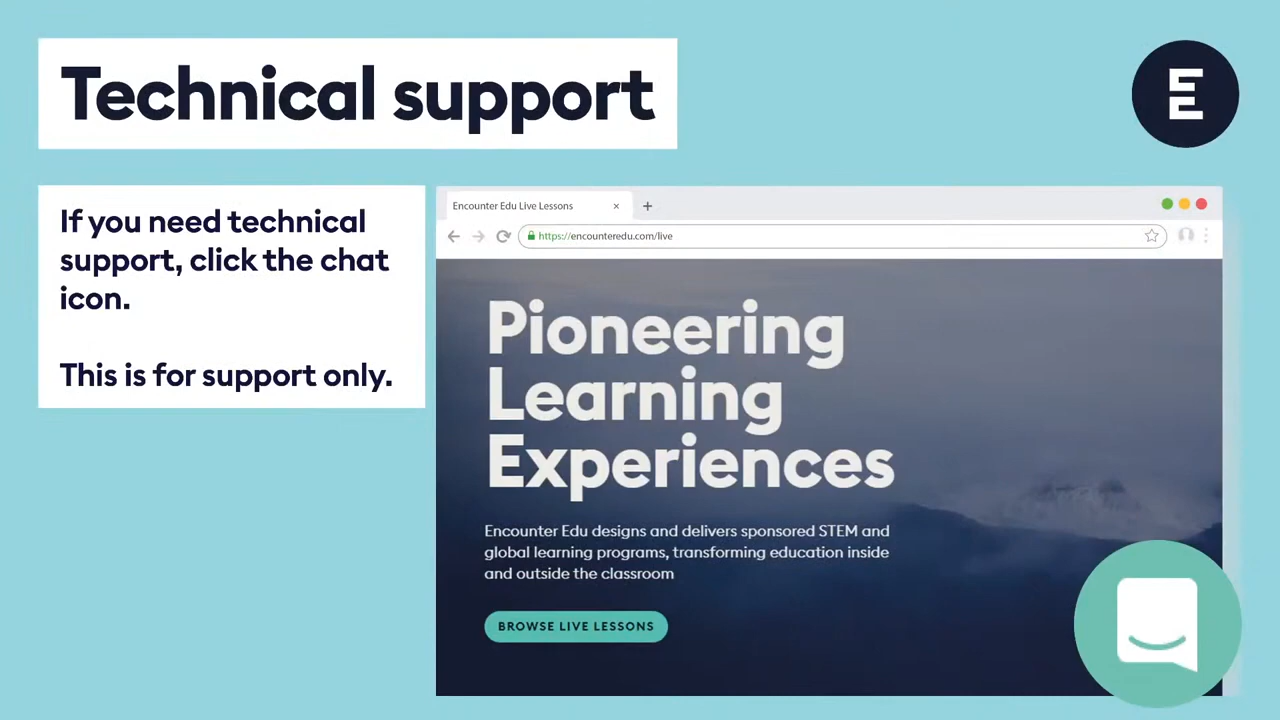 Technical support
If you need technical
support, click the chat
icon.
This is for support only.
Encounter Edu Live Lessons
https://encounteredu.com/live
Pioneering
Learning
Experiences
Encounter Edu designs and delivers sponsored STEM and
global learning programs, transforming education inside
and outside the classroom
BROWSE LIVE LESSONS